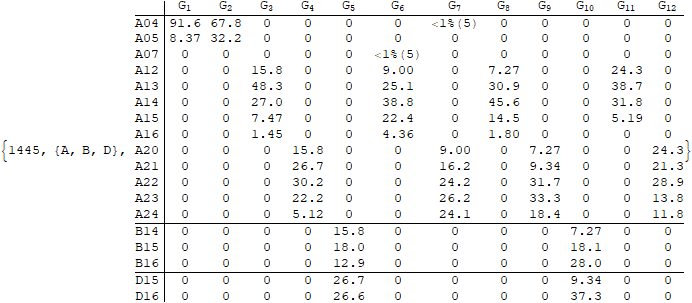 G1 G2 G3 G4 G5 G6 G7 G8 G9 G10 G11 G12
A04 91.6 67.8 0 0 0 0 <1%(5) 0 0 0 0 0
A05 8.37 32.2 0 0 0 0 0 0 0 0 0 0
A07 0 0 0 0 0 <1%(5) 0 0 0 0 0 0
A12 0 0 15.8 0 0 9.00 0 7.27 0 0 24.3 0
A13 0 0 48.3 0 0 25.1 0 30.9 0 0 38.7 0
A14 0 0 27.0 0 0 38.8 0 45.6 0 0 31.8 0
A15 0 0 7.47 0 0 22.4 0 14.5 0 0 5.19 0
A16 0 0 1.45 0 0 4.36 0 1.80 0 0 0 0
{1445, {A, B, D}, A20 0 0 0 15.8 0 0 9.00 0 7.27 0 0 24.3}
A21 0 0 0 26.7 0 0 16.2 0 9.34 0 0 21.3
A22 0 0 0 30.2 0 0 24.2 0 31.7 0 0 28.9
A23 0 0 0 22.2 0 0 26.2 0 33.3 0 0 13.8
A24 0 0 0 5.12 0 0 24.1 0 18.4 0 0 11.8
B14 0 0 0 0 15.8 0 0 0 0 7.27 0 0
B15 0 0 0 0 18.0 0 0 0 0 18.1 0 0
B16 0 0 0 0 12.9 0 0 0 0 28.0 0 0
D15 0 0 0 0 26.7 0 0 0 0 9.34 0 0
D16 0 0 0 0 26.6 0 0 0 0 37.3 0 0